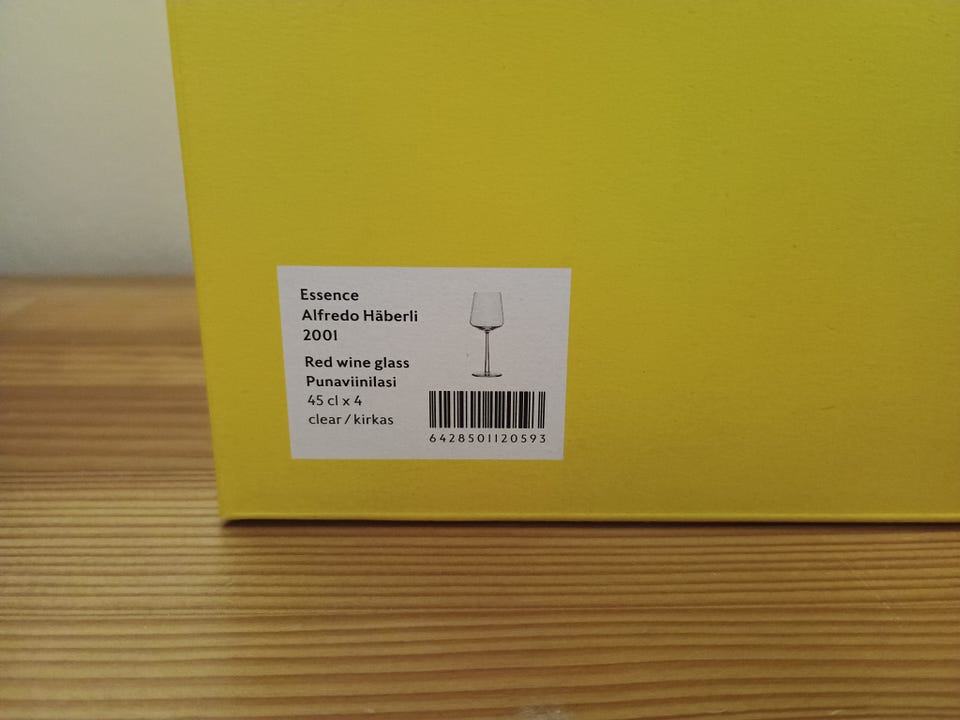 Essence
Alfredo Häberli
2001
Red wine glass
Punaviinilasi
45 cl x 4
clear / kirkas
6428501120593